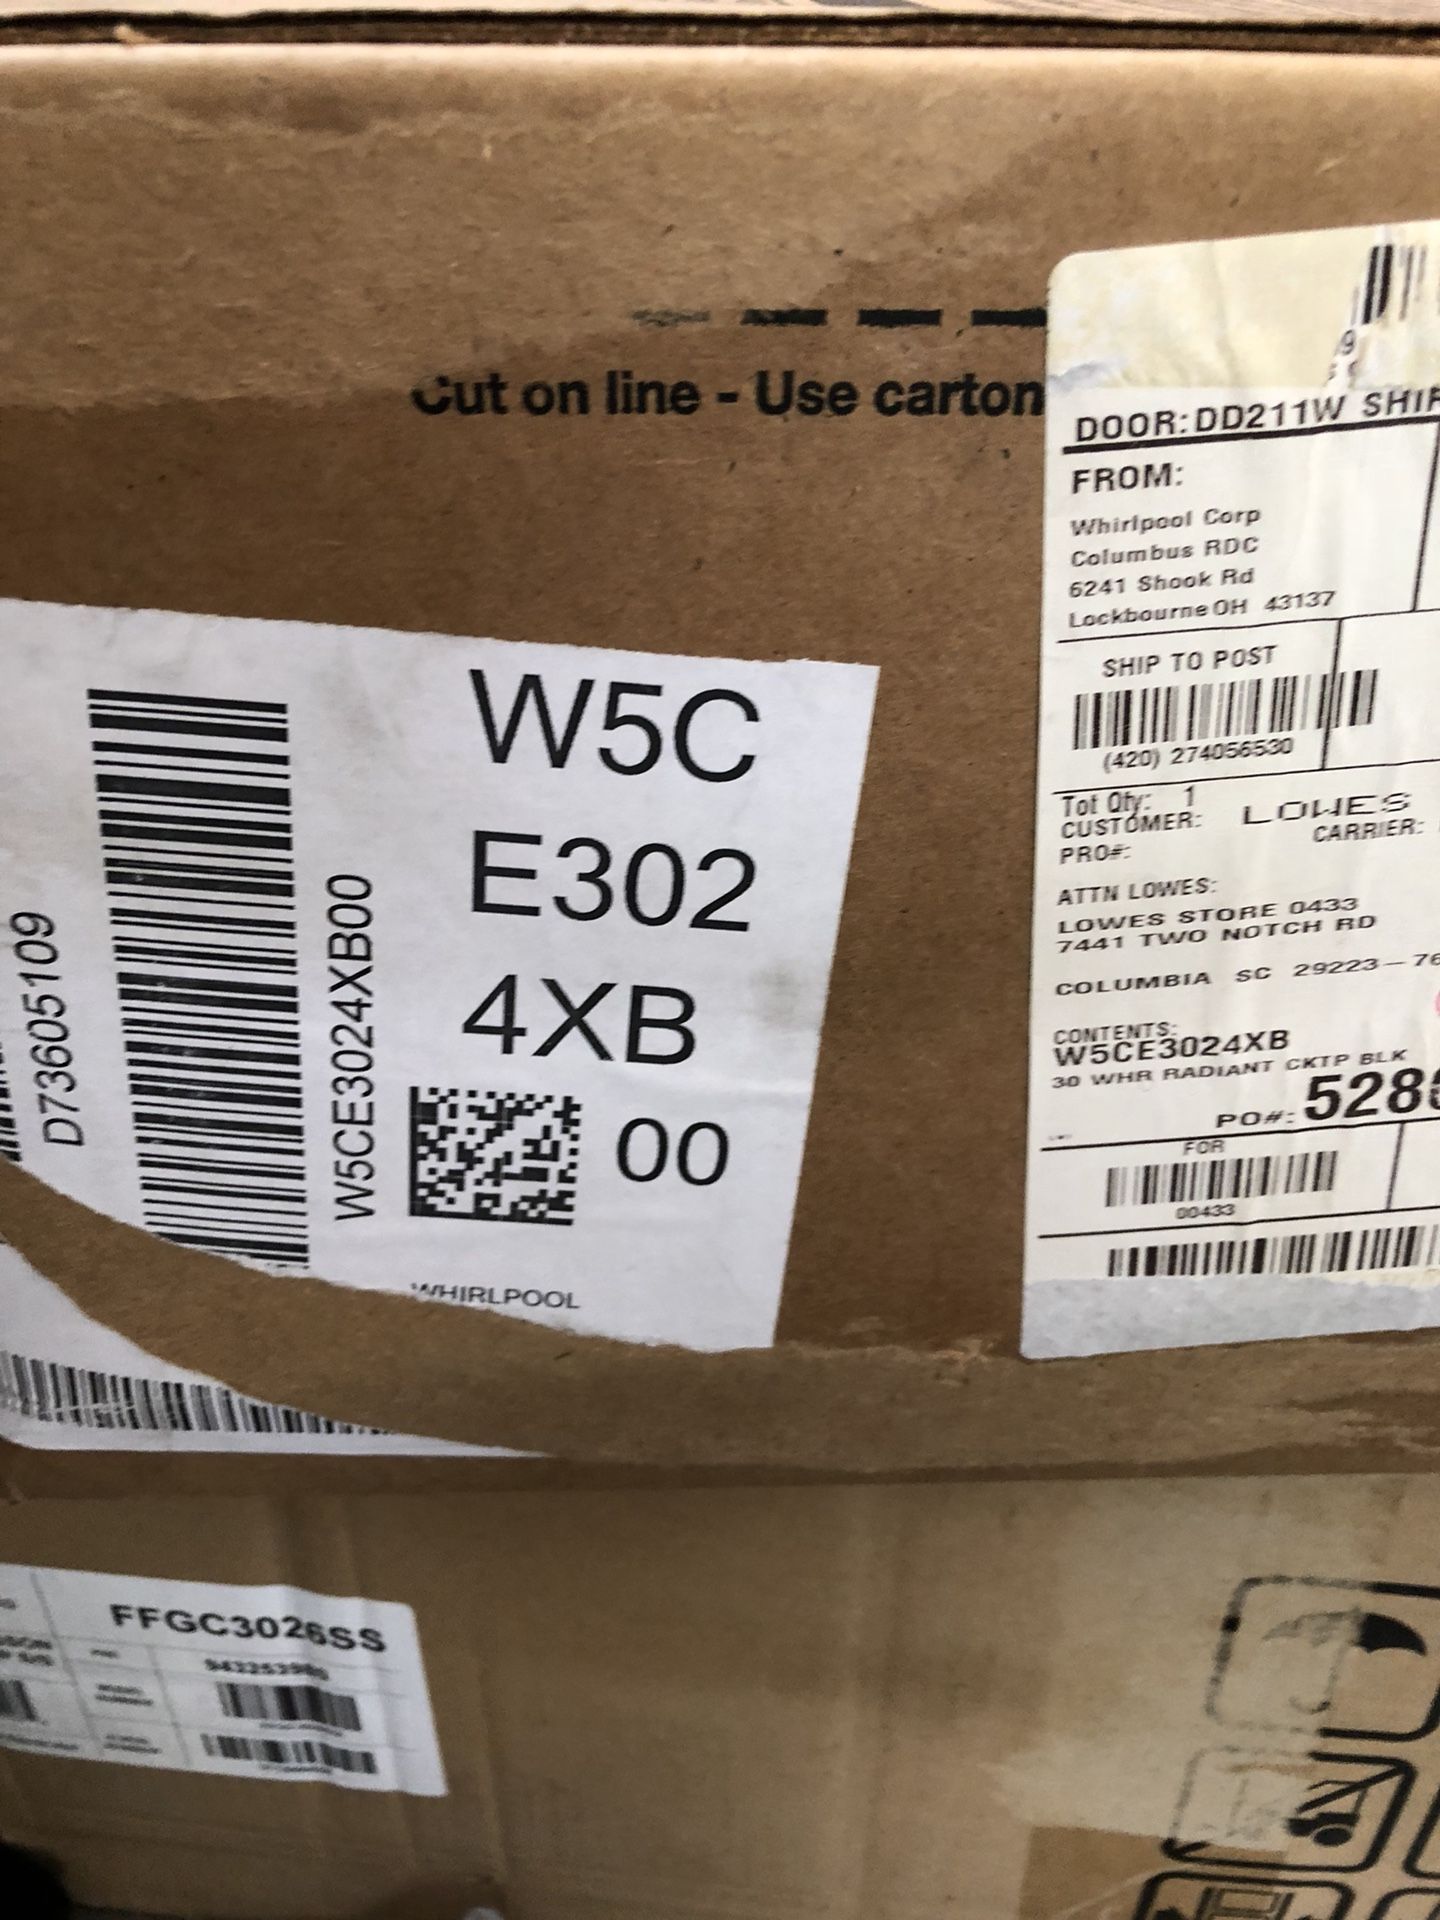 Cut on line - Use carton
DOOR:DD211W
FROM:
Whirlpool Corp
Columbus RDC
6241 Shook Rd
Lockbourne OH 43137
SHIP TO POST
(420) 274056530
Tot Qty: 1
CUSTOMER: LOWES
CARRIER:
PRO#:
ATTN LOWES:
LOWES STORE 0433
7441 TWO NOTCH RD
COLUMBIA SC 29223-76
CONTENTS:
W5CE3024XB
30 WHR RADIANT CKTP BLK
PO#: 528
FOR
00433
D73605109
W5CE3024XB00
W5C
E302
4XB
00
WHIRLPOOL
FFGC3026SS